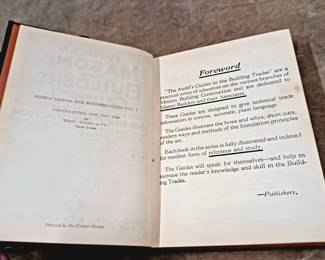 Printed in the United States
Foreword
"The Audel's Guides to the Building Trades" are a
practical series of educators on the various branches of
Modern Building Construction and are dedicated to
Master Builders and their Associates.
These Guides are designed to give technical trade
information in concise, accurate, plain language.
The Guides illustrate the hows and whys, short cuts,
modern ways and methods of the foundation principles
of the art.
Each book in the series is fully illustrated and indexed
for readiest form of reference and study.
The Guides will speak for themselves—and help to
increase the reader's knowledge and skill in the Build-
ing Trades.
—Publishers.